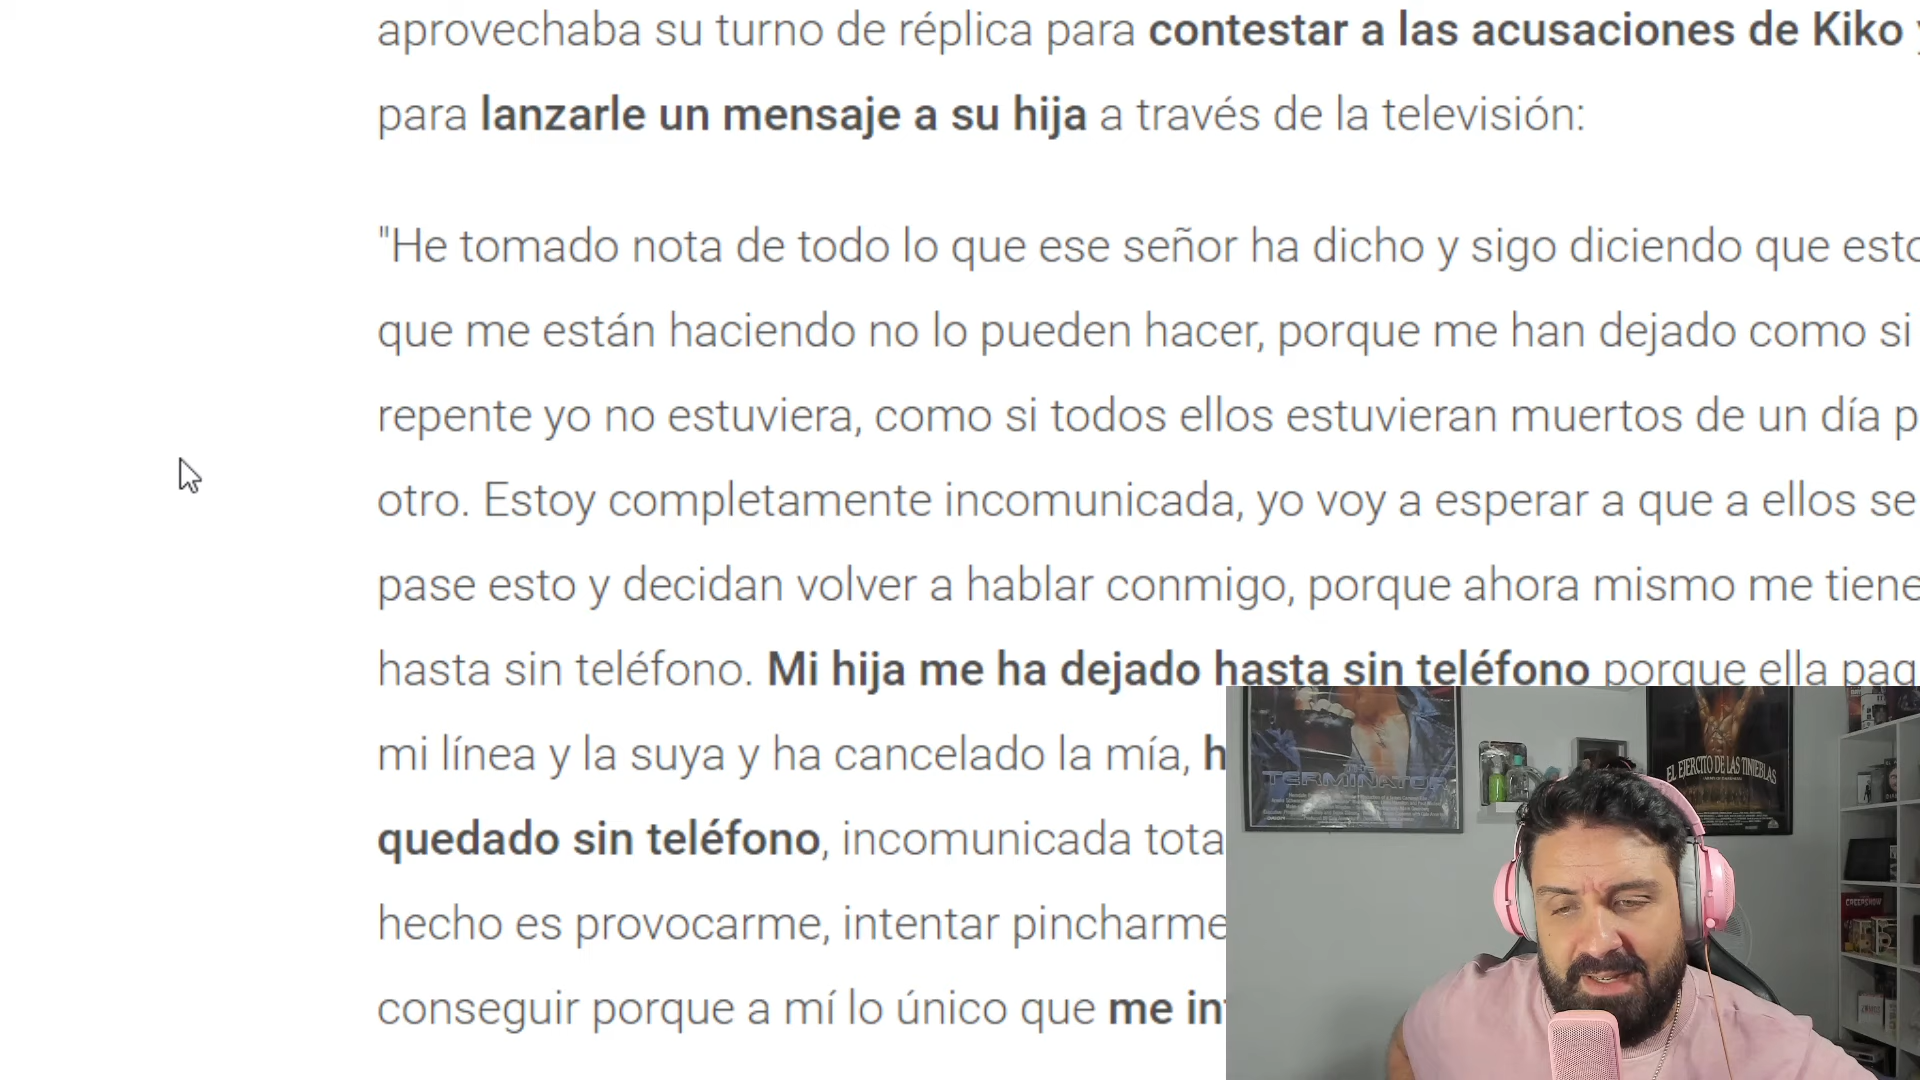 aprovechaba su turno de réplica para contestar a las acusaciones de Kiko y
para lanzarle un mensaje a su hija a través de la televisión:
"He tomado nota de todo lo que ese señor ha dicho y sigo diciendo que esto
que me están haciendo no lo pueden hacer, porque me han dejado como si
repente yo no estuviera, como si todos ellos estuvieran muertos de un día p
otro. Estoy completamente incomunicada, yo voy a esperar a que a ellos se
pase esto y decidan volver a hablar conmigo, porque ahora mismo me tiene
hasta sin teléfono. Mi hija me ha dejado hasta sin teléfono porque ella pag
mi línea y la suya y ha cancelado la mía, h
quedado sin teléfono, incomunicada tota
hecho es provocarme, intentar pincharme
conseguir porque a mí lo único que me in
TERMINATOR
EL EJERCITO DE LAS TINIEBLAS
CREEPSHOW